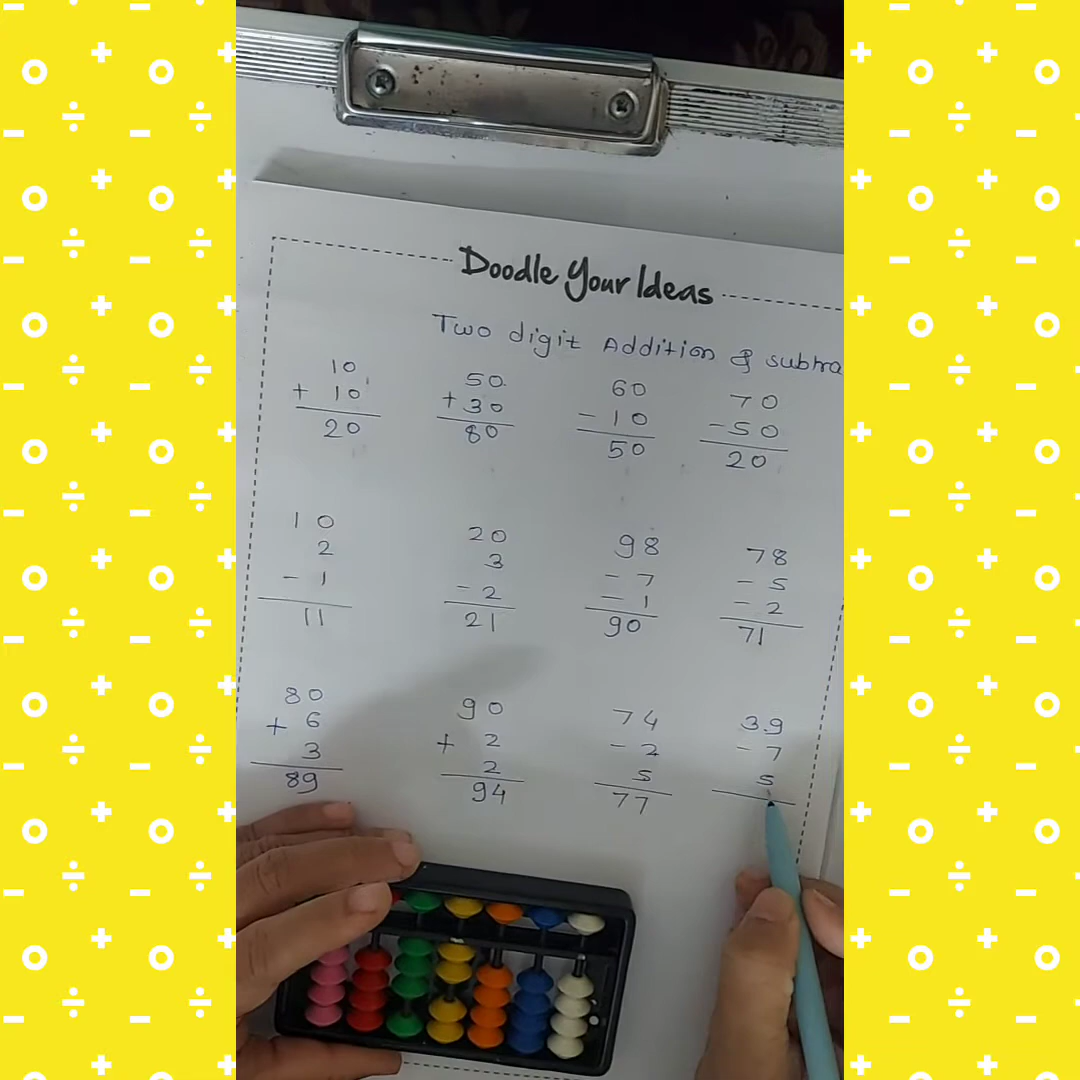 Doodle Your Ideas
Two digit Addition & subtra
10 50 60 70
+ 10 + 30 - 10 - 50
20 80 50 20
10 20 98 78
2 3 - 7 - 5
- 1 - 2 - 1 - 2
11 21 90 71
80 90 74 39
+ 6 + 2 - 2 - 7
3 2 5 5
89 94 77